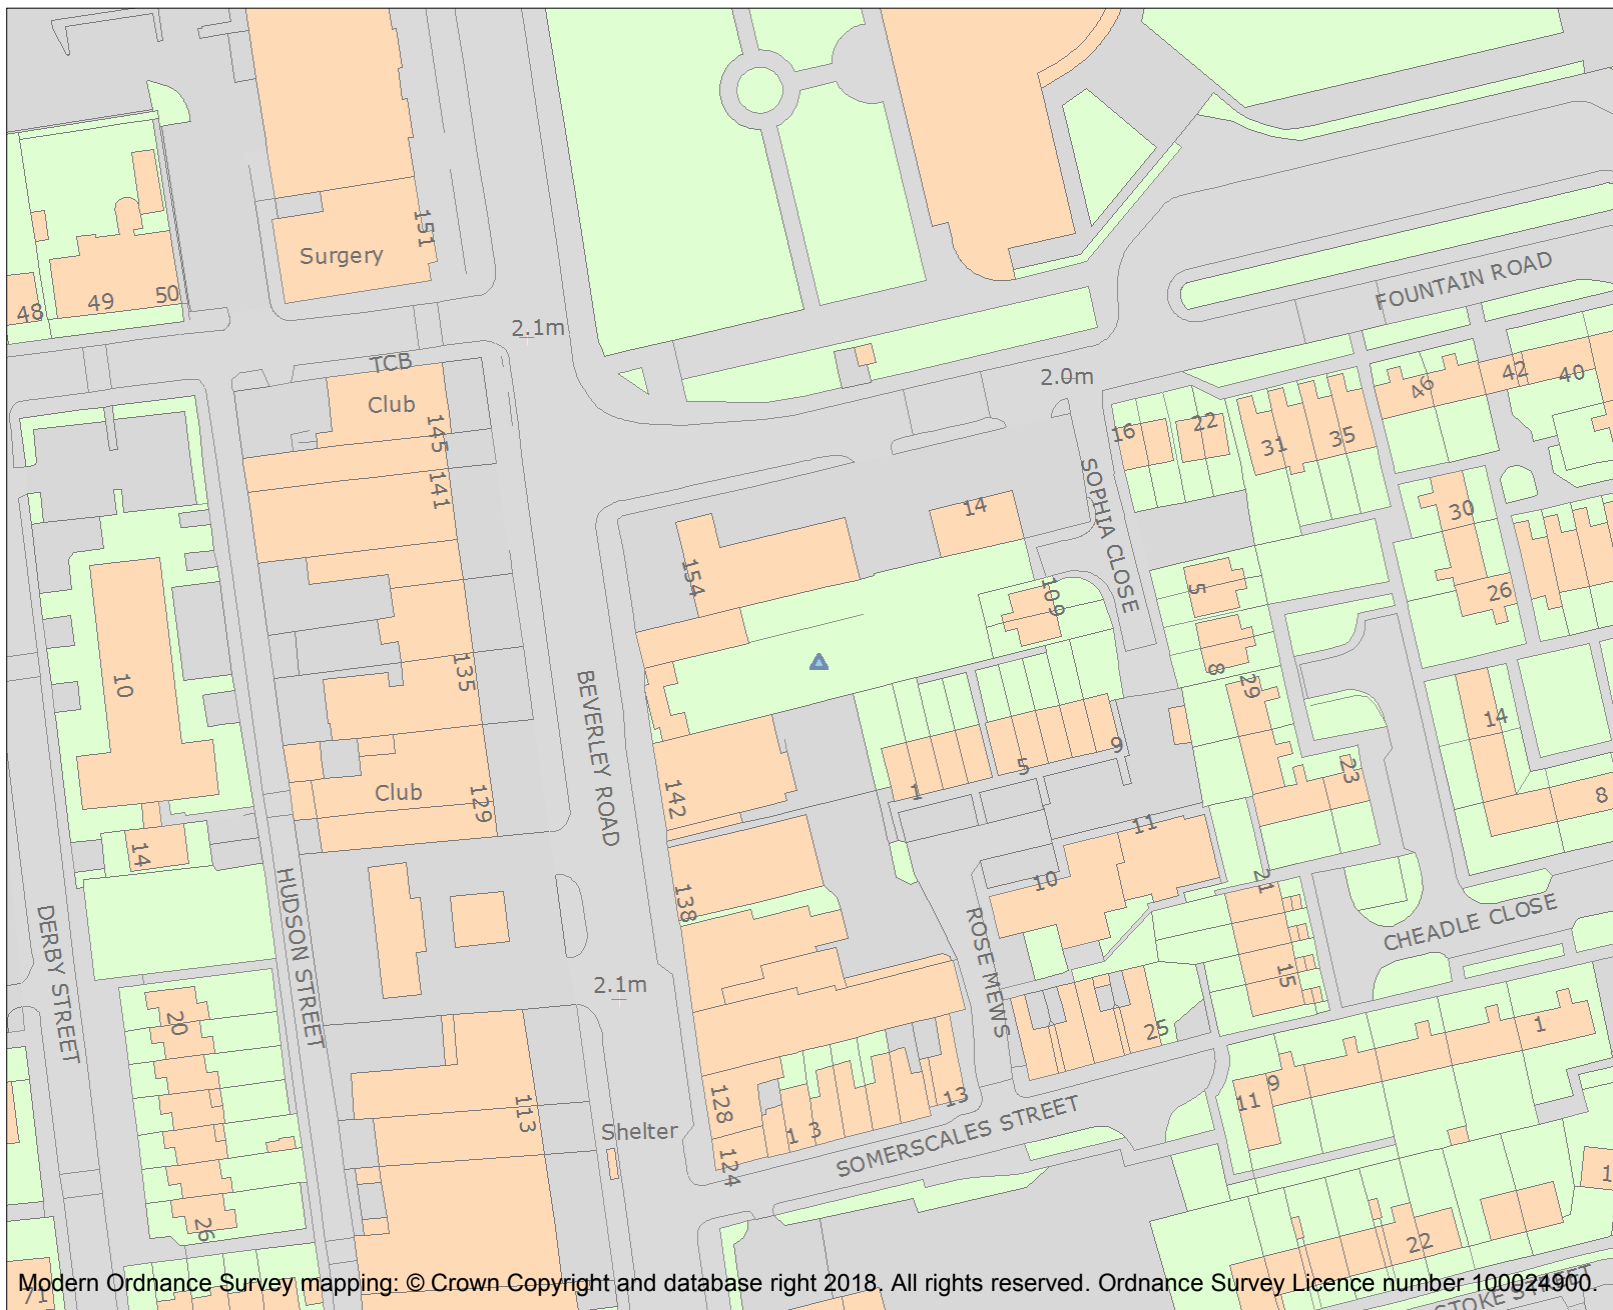 151
Surgery
48
49
50
2.1m
FOUNTAIN ROAD
TCB
Club
2.0m
145
141
16
22
31
35
46
42
40
SOPHIA CLOSE
14
30
26
154
109
5
8
10
135
BEVERLEY ROAD
29
14
9
5
1
23
8
Club
129
142
11
14
10
138
21
HUDSON STREET
DERBY STREET
ROSE MEWS
CHEADLE CLOSE
15
2.1m
20
25
1
9
11
128
1
3
13
113
Shelter
SOMERSCALES STREET
124
26
22
1
71
STOKE STREET
Modern Ordnance Survey mapping: © Crown Copyright and database right 2018. All rights reserved. Ordnance Survey Licence number 100024900.